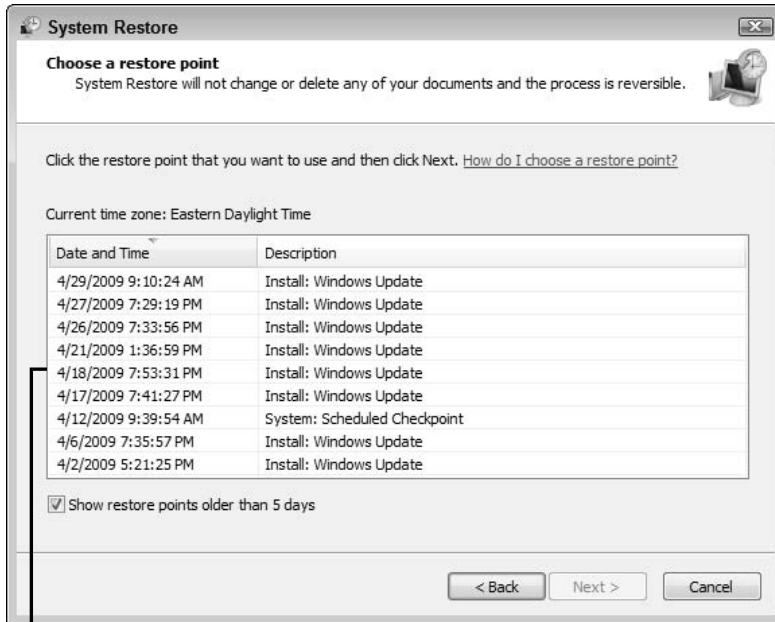 System Restore
Choose a restore point
System Restore will not change or delete any of your documents and the process is reversible.
Click the restore point that you want to use and then click Next. How do I choose a restore point?
Current time zone: Eastern Daylight Time
Date and Time Description
4/29/2009 9:10:24 AM Install: Windows Update
4/27/2009 7:29:19 PM Install: Windows Update
4/26/2009 7:33:56 PM Install: Windows Update
4/21/2009 1:36:59 PM Install: Windows Update
4/18/2009 7:53:31 PM Install: Windows Update
4/17/2009 7:41:27 PM Install: Windows Update
4/12/2009 9:39:54 AM System: Scheduled Checkpoint
4/6/2009 7:35:57 PM Install: Windows Update
4/2/2009 5:21:25 PM Install: Windows Update
Show restore points older than 5 days
< Back Next > Cancel